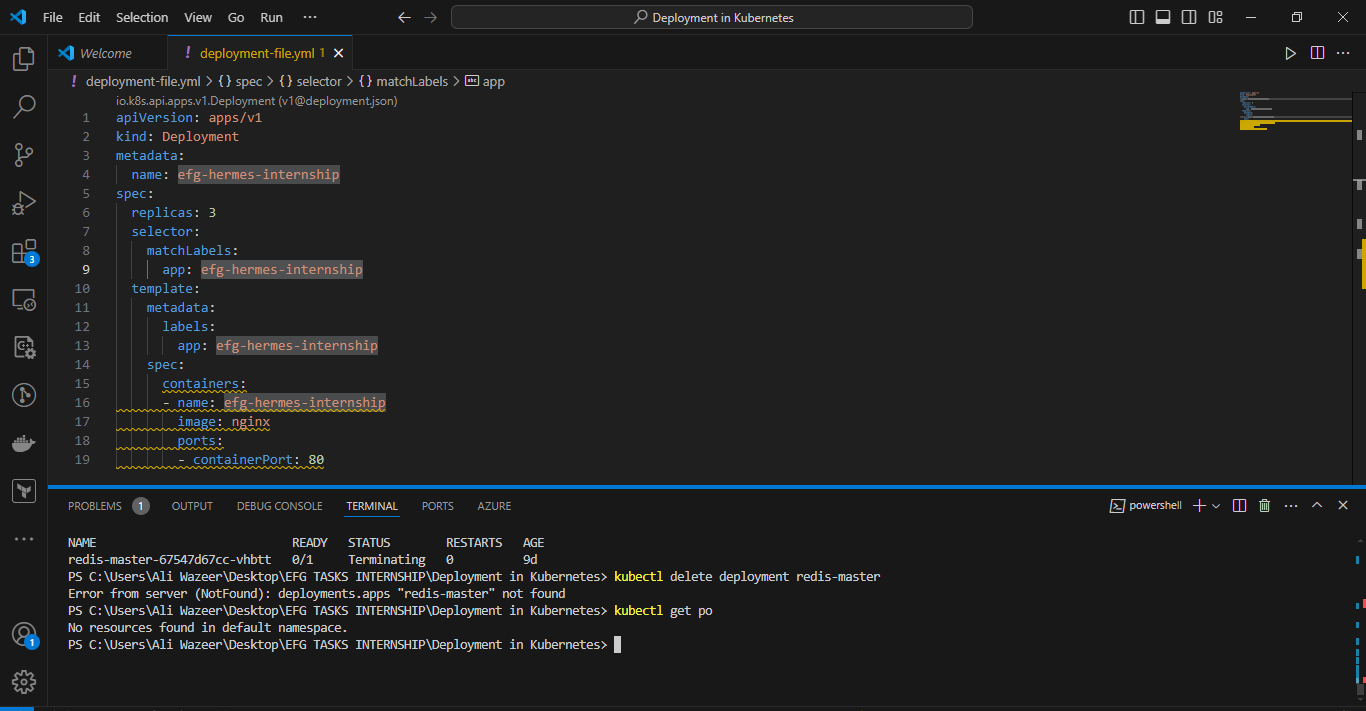 File Edit Selection View Go Run ··· Deployment in Kubernetes
Welcome ! deployment-file.yml 1
! deployment-file.yml > {} spec > {} selector > {} matchLabels > abc app
io.k8s.api.apps.v1.Deployment (v1@deployment.json)
1 apiVersion: apps/v1
2 kind: Deployment
3 metadata:
4 name: efg-hermes-internship
5 spec:
6 replicas: 3
7 selector:
8 matchLabels:
9 app: efg-hermes-internship
10 template:
11 metadata:
12 labels:
13 app: efg-hermes-internship
14 spec:
15 containers:
16 - name: efg-hermes-internship
17 image: nginx
18 ports:
19 - containerPort: 80
3
1
PROBLEMS 1 OUTPUT DEBUG CONSOLE TERMINAL PORTS AZURE powershell
NAME READY STATUS RESTARTS AGE
redis-master-67547d67cc-vhbtt 0/1 Terminating 0 9d
PS C:\Users\Ali Wazeer\Desktop\EFG TASKS INTERNSHIP\Deployment in Kubernetes> kubectl delete deployment redis-master
Error from server (NotFound): deployments.apps "redis-master" not found
PS C:\Users\Ali Wazeer\Desktop\EFG TASKS INTERNSHIP\Deployment in Kubernetes> kubectl get po
No resources found in default namespace.
PS C:\Users\Ali Wazeer\Desktop\EFG TASKS INTERNSHIP\Deployment in Kubernetes>